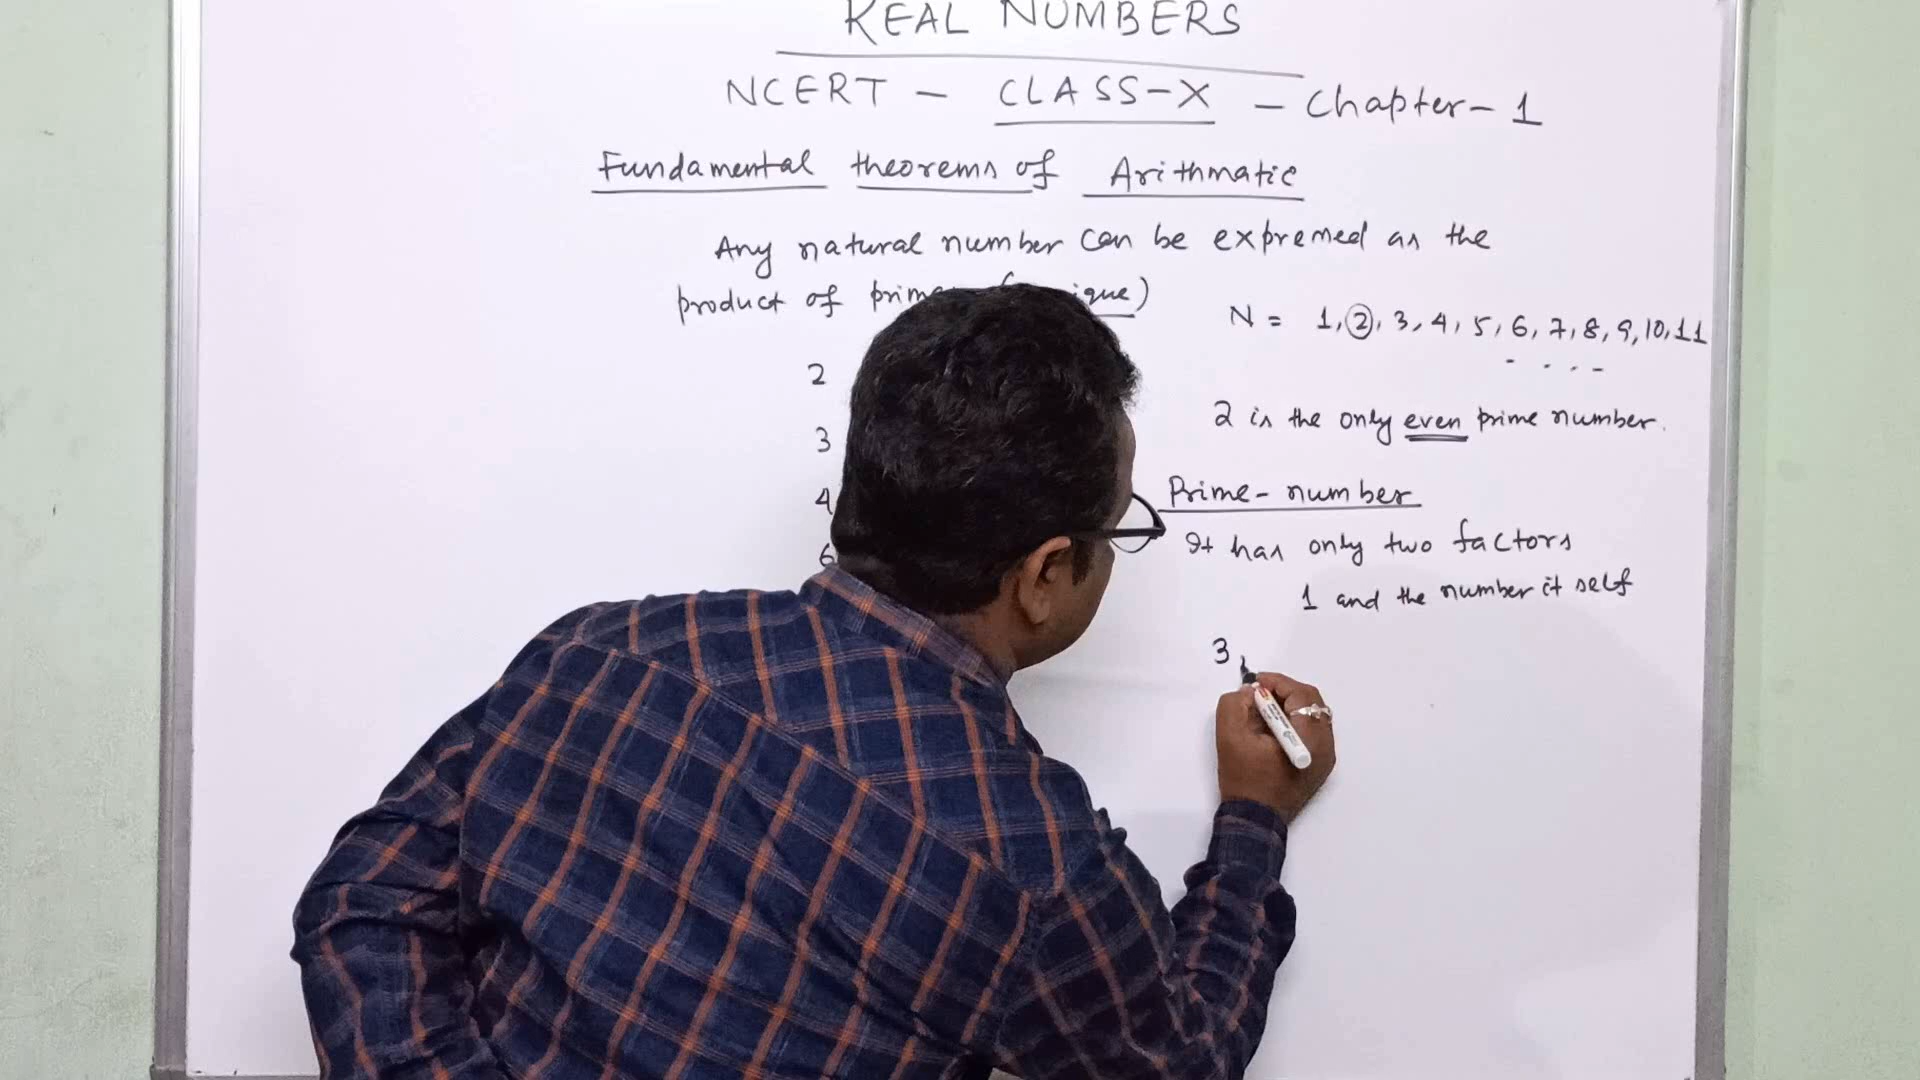 REAL NUMBERS
NCERT - CLASS-X - Chapter-1
Fundamental theorems of Arithmatic
Any natural number can be expressed as the
product of
N = 1, 2, 3, 4, 5, 6, 7, 8, 9, 10, 11
- . . -
2
2 is the only even prime number.
3
4
Prime-number
6
It has only two factors
1 and the number it self
3